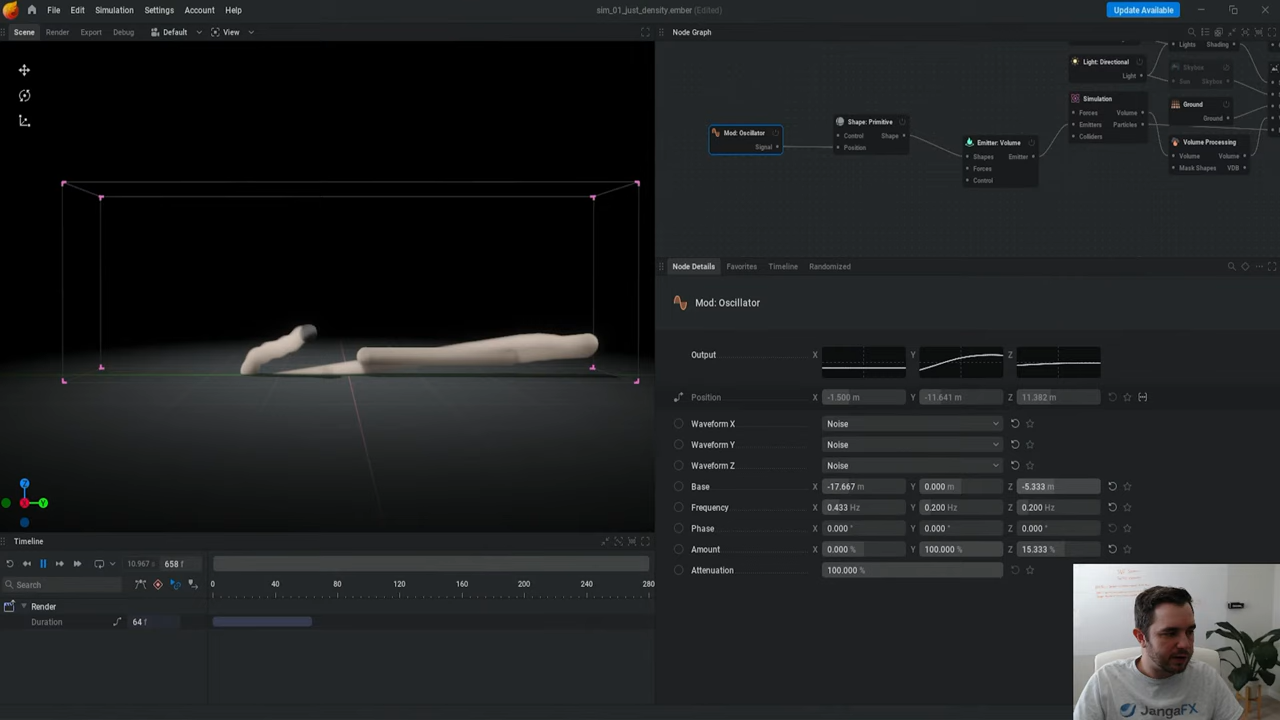 File Edit Simulation Settings Account Help
sim_01_just_density.ember (Edited)
Update Available
Scene Render Export Debug
Default
View
Node Graph
Mod: Oscillator
Signal
Shape: Primitive
Control Shape
Position
Emitter: Volume
Shapes Emitter
Forces
Control
Light: Directional
Light
Simulation
Forces Volume
Emitters Particles
Colliders
Lights Shading
Skybox
Sun Skybox
Ground
Ground
Volume Processing
Volume Volume
Mask Shapes VDB
Node Details Favorites Timeline Randomized
Mod: Oscillator
Output X Y Z
Position X -1.500 m Y -11.641 m Z 11.382 m
Waveform X Noise
Waveform Y Noise
Waveform Z Noise
Base X -17.667 m Y 0.000 m Z -5.333 m
Frequency X 0.433 Hz Y 0.200 Hz Z 0.200 Hz
Phase X 0.000 ° Y 0.000 ° Z 0.000 °
Amount X 0.000 % Y 100.000 % Z 15.333 %
Attenuation 100.000 %
Z
X
Y
Timeline
10.967 s 658 f
Search
0 40 80 120 160 200 240 280
Render
Duration 64 f
JangaFX